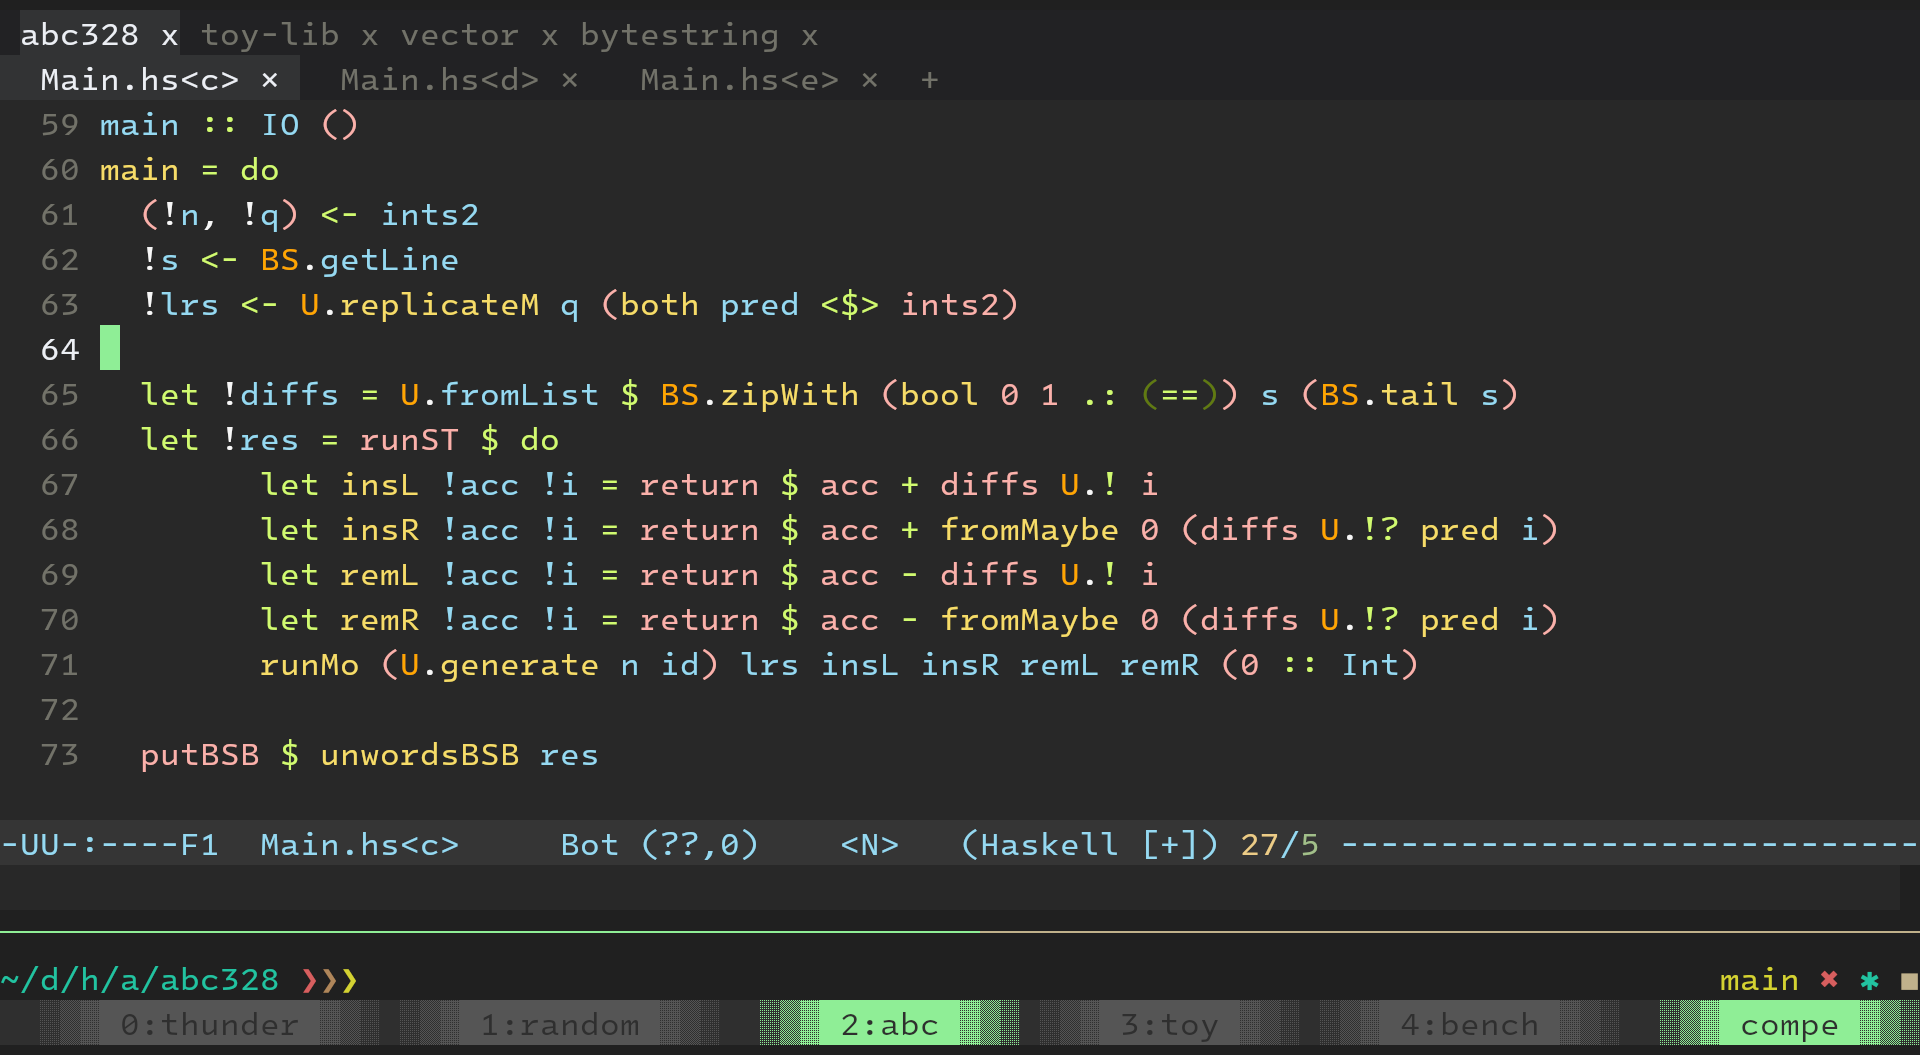 abc328 x toy-lib x vector x bytestring x
Main.hs<c> × Main.hs<d> × Main.hs<e> × +
59 main :: IO ()
60 main = do
61   (!n, !q) <- ints2
62   !s <- BS.getLine
63   !lrs <- U.replicateM q (both pred <$> ints2)
64
65   let !diffs = U.fromList $ BS.zipWith (bool 0 1 .: (==)) s (BS.tail s)
66   let !res = runST $ do
67         let insL !acc !i = return $ acc + diffs U.! i
68         let insR !acc !i = return $ acc + fromMaybe 0 (diffs U.!? pred i)
69         let remL !acc !i = return $ acc - diffs U.! i
70         let remR !acc !i = return $ acc - fromMaybe 0 (diffs U.!? pred i)
71         runMo (U.generate n id) lrs insL insR remL remR (0 :: Int)
72
73   putBSB $ unwordsBSB res
-UU-:----F1  Main.hs<c>     Bot (??,0)    <N>   (Haskell [+]) 27/5 -----------------------------
~/d/h/a/abc328 ❯❯❯ main ✖ ✱ ■
0:thunder 1:random 2:abc 3:toy 4:bench compe